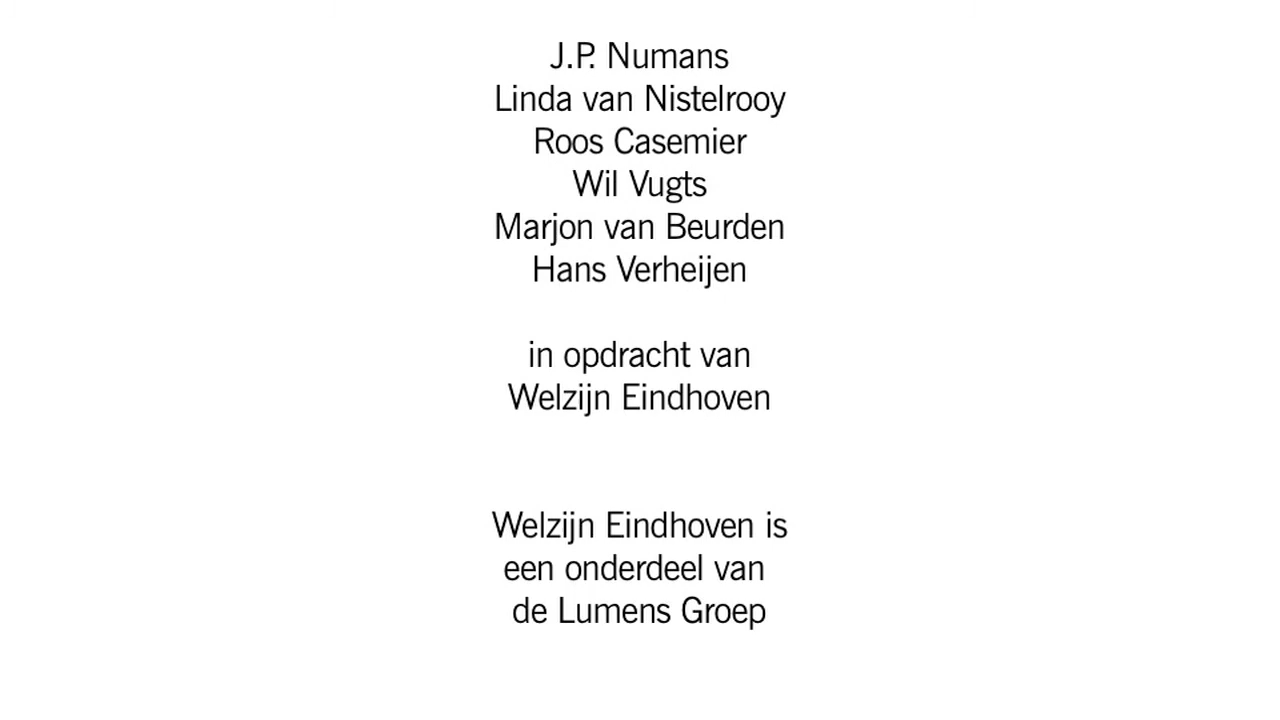 J.P. Numans
Linda van Nistelrooy
Roos Casemier
Wil Vugts
Marjon van Beurden
Hans Verheijen
in opdracht van
Welzijn Eindhoven
Welzijn Eindhoven is
een onderdeel van
de Lumens Groep